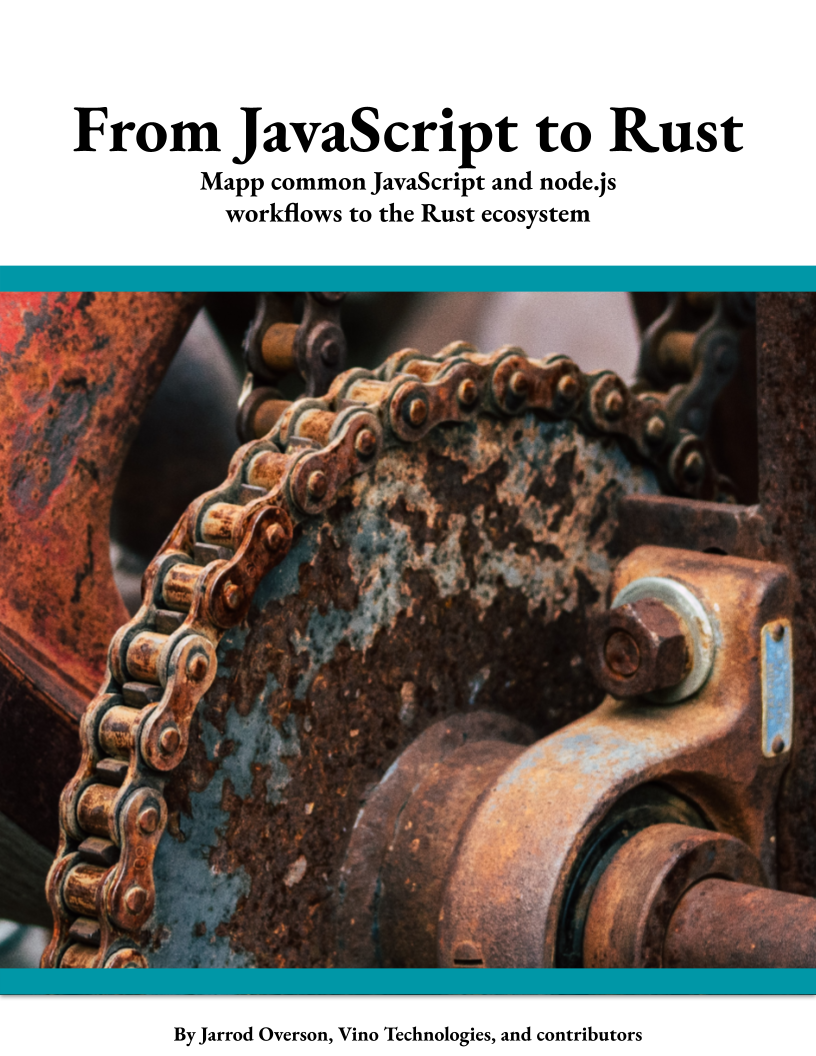 From JavaScript to Rust
Mapp common JavaScript and node.js
workflows to the Rust ecosystem
By Jarrod Overson, Vino Technologies, and contributors